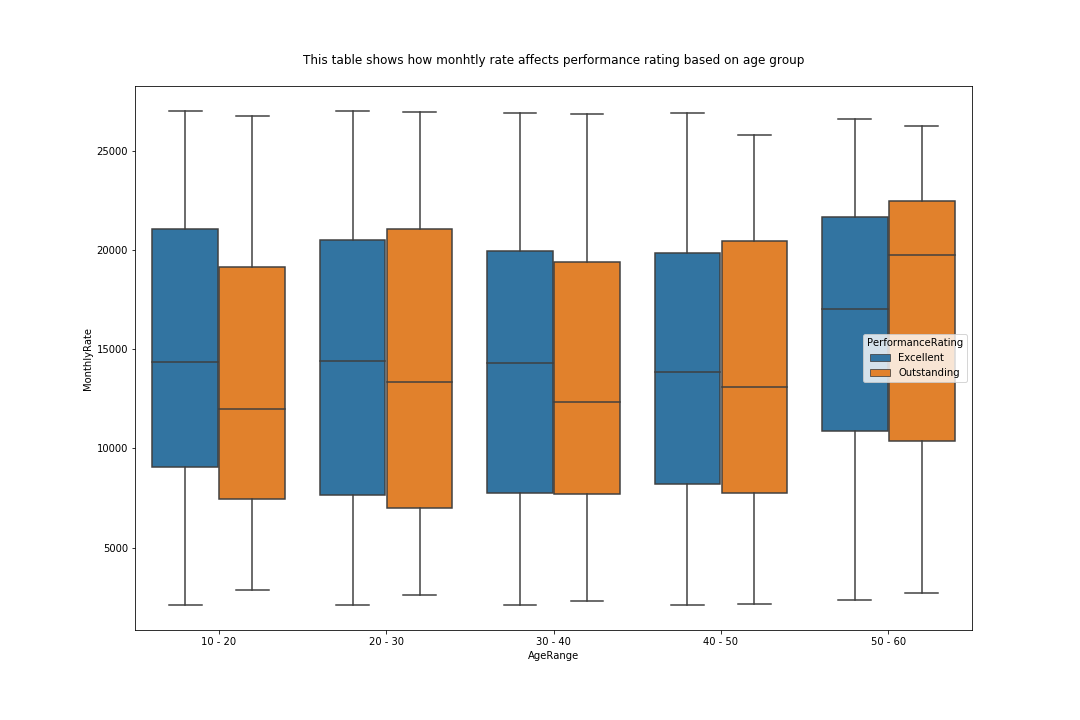 This table shows how monhtly rate affects performance rating based on age group
25000
20000
15000
10000
5000
MonthlyRate
PerformanceRating
Excellent
Outstanding
10 - 20
20 - 30
30 - 40
40 - 50
50 - 60
AgeRange